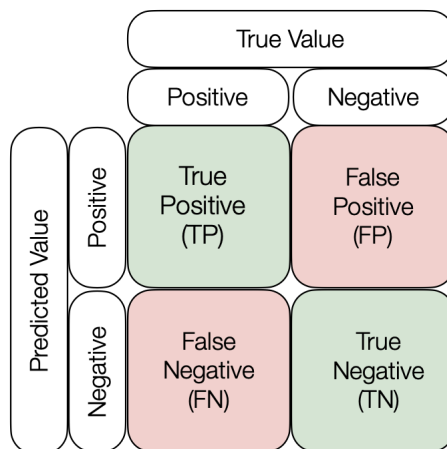 True Value
Positive
Negative
Predicted Value
Positive
True
Positive
(TP)
False
Positive
(FP)
Negative
False
Negative
(FN)
True
Negative
(TN)